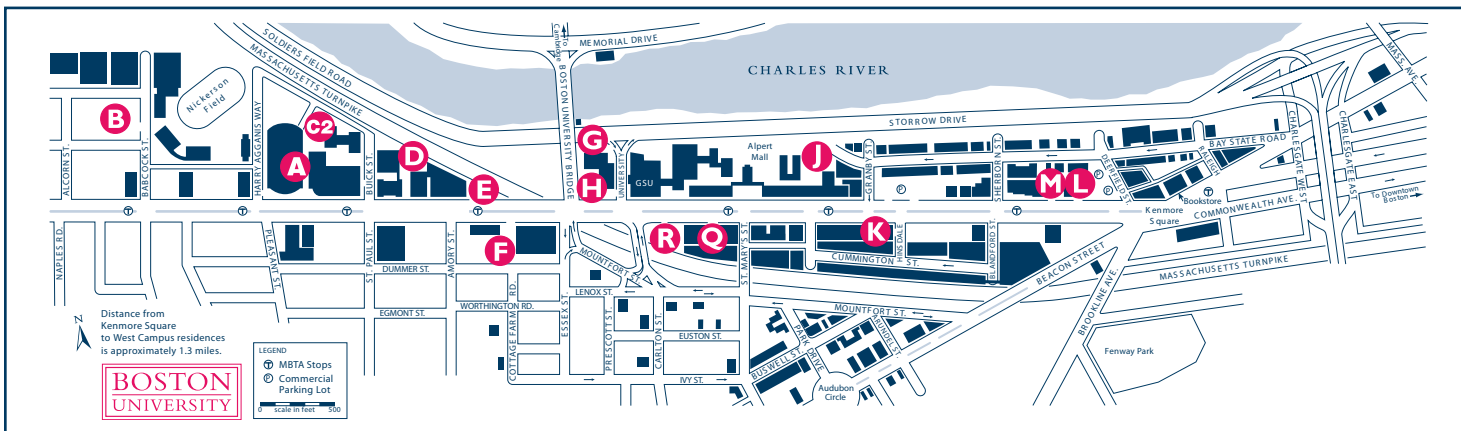 To
Cambridge
MEMORIAL DRIVE
MASS. AVE.
SOLDIERS FIELD ROAD
MASSACHUSETTS TURNPIKE
CHARLES RIVER
BOSTON UNIVERSITY BRIDGE
Nickerson
Field
B
C2
A
D
E
G
H
J
M
L
STORROW DRIVE
BAY STATE ROAD
Alpert
Mall
GSU
UNIVERSITY
ALCORN ST.
BABCOCK ST.
HARRY AGGANIS WAY
BUICK ST.
GRANBY ST.
SHERBORN ST.
DEERFIELD ST.
RALEIGH
CHARLESGATE WEST
CHARLESGATE EAST
P
P
P
Bookstore
Kenmore
Square
COMMONWEALTH AVE.
To Downtown
Boston
T
T
T
T
T
T
T
T
F
R
Q
K
NAPLES RD.
PLEASANT ST.
ST. PAUL ST.
AMORY ST.
DUMMER ST.
MOUNTFORT ST.
ST. MARY'S ST.
HINSDALE
CUMMINGTON ST.
BLANDFORD ST.
BEACON STREET
BROOKLINE AVE.
MASSACHUSETTS TURNPIKE
LENOX ST.
WORTHINGTON RD.
EGMONT ST.
COTTAGE FARM RD.
ESSEX ST.
PRESCOTT ST.
CARLTON ST.
EUSTON ST.
IVY ST.
MOUNTFORT ST.
ARUNDEL ST.
PARK DRIVE
BUSWELL ST.
Audubon
Circle
Fenway Park
N
Distance from
Kenmore Square
to West Campus residences
is approximately 1.3 miles.
BOSTON
UNIVERSITY
LEGEND
T MBTA Stops
P Commercial
Parking Lot
0 scale in feet 500